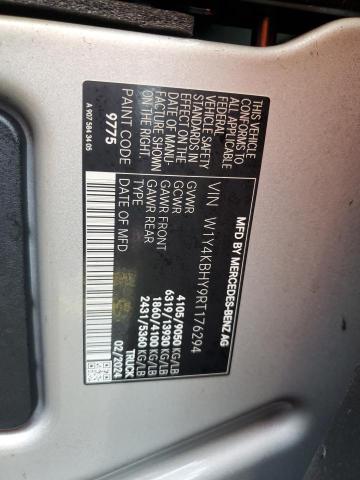 MFD BY MERCEDES-BENZ AG
VIN W1Y4KBHY9RT176294
GVWR 4105/9050 KG/LB
GCWR 6319/13930 KG/LB
GAWR FRONT 1860/4100 KG/LB
GAWR REAR 2431/5360 KG/LB
TYPE: TRUCK
02/2024
THIS VEHICLE CONFORMS TO ALL APPLICABLE
FEDERAL
VEHICLE SAFETY
STANDARDS IN EFFECT ON THE
DATE OF MANU-
FACTURE SHOWN
ON THE RIGHT.
PAINT CODE
9775
DATE OF MFD
A 907 584 34 05